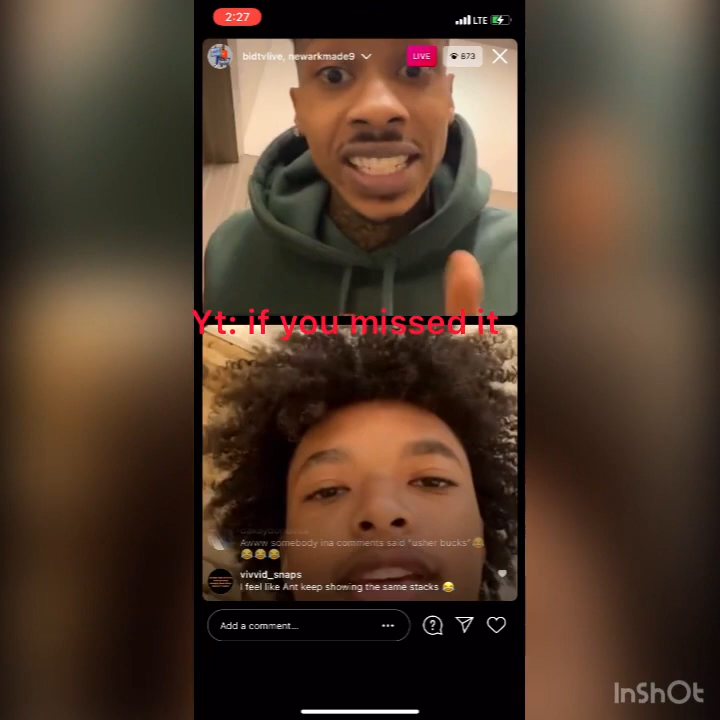 2:27
LTE
bidtvlive, newarkmade9
LIVE
873
Yt: if you missed it
Awww somebody ina comments said "usher bucks"😂
😂😂😂
vivvid_snaps
I feel like Ant keep showing the same stacks 😂
Add a comment...
InShOt